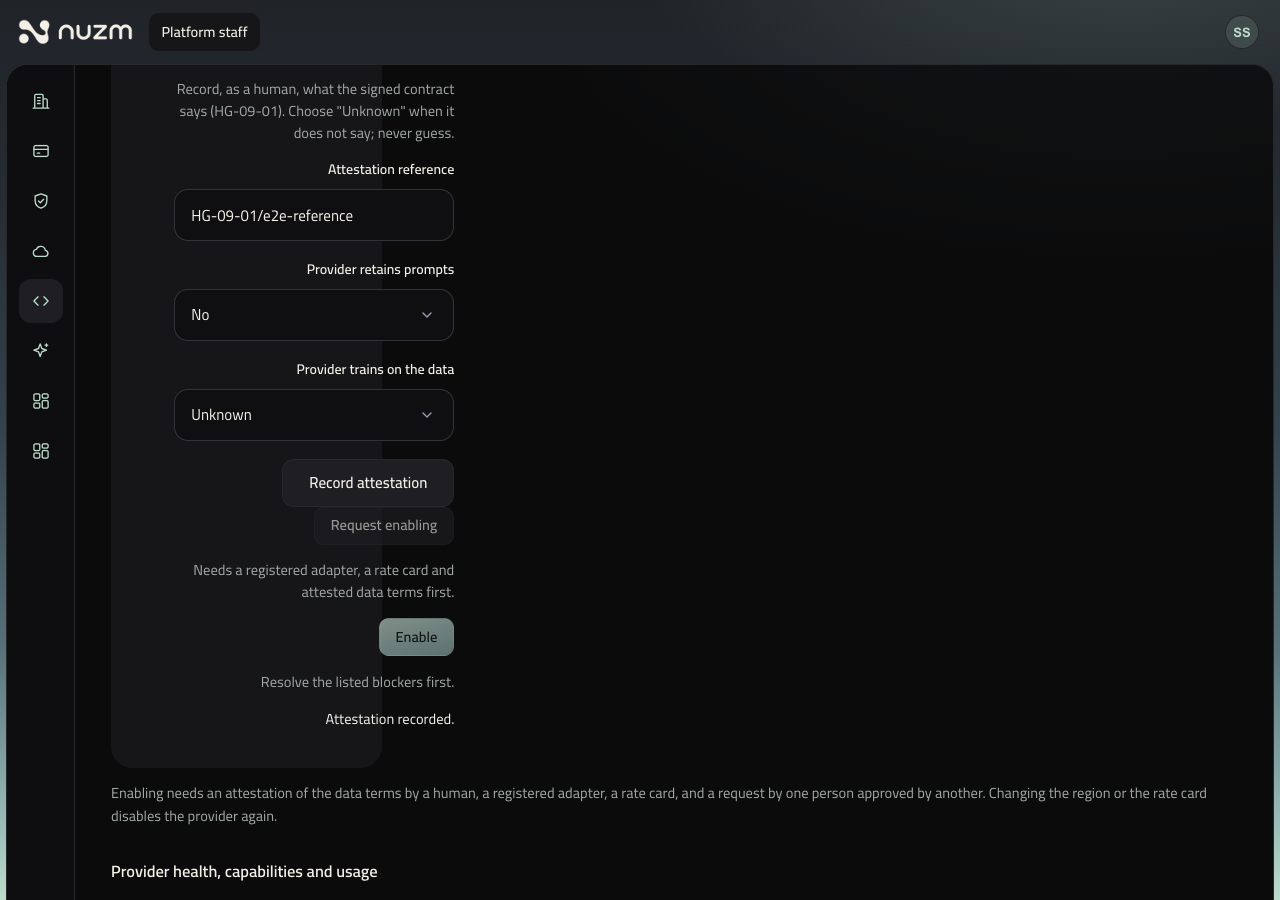 nuzm
Platform staff
SS
Record, as a human, what the signed contract
says (HG-09-01). Choose "Unknown" when it
does not say; never guess.
Attestation reference
HG-09-01/e2e-reference
Provider retains prompts
No
Provider trains on the data
Unknown
Record attestation
Request enabling
Needs a registered adapter, a rate card and
attested data terms first.
Enable
Resolve the listed blockers first.
Attestation recorded.
Enabling needs an attestation of the data terms by a human, a registered adapter, a rate card, and a request by one person approved by another. Changing the region or the rate card
disables the provider again.
Provider health, capabilities and usage